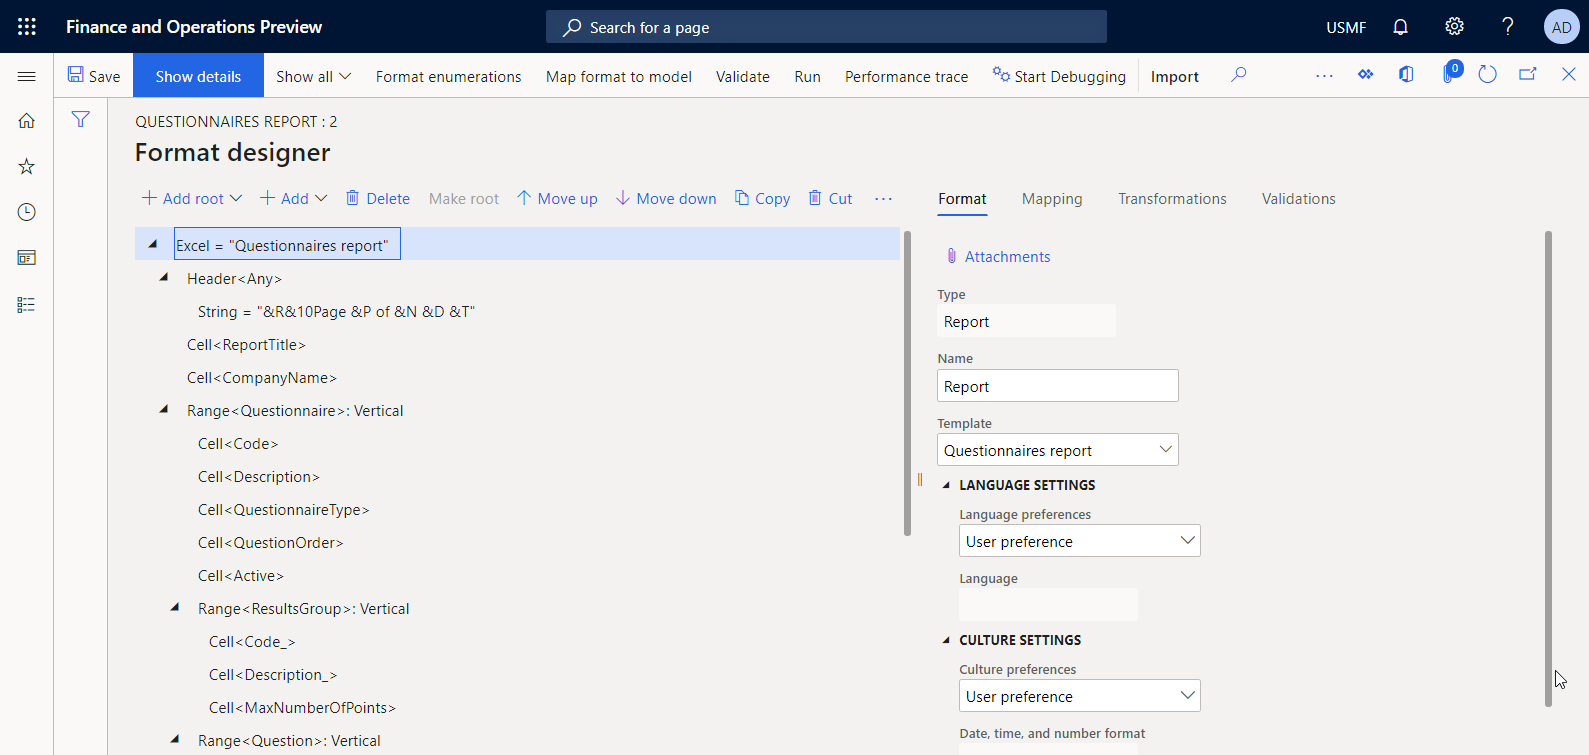 Finance and Operations Preview
Search for a page
USMF
?
AD
Save
Show details
Show all
Format enumerations
Map format to model
Validate
Run
Performance trace
Start Debugging
Import
...
0
QUESTIONNAIRES REPORT : 2
Format designer
Add root
Add
Delete
Make root
Move up
Move down
Copy
Cut
...
Excel = "Questionnaires report"
Header<Any>
String = "&R&10Page &P of &N &D &T"
Cell<ReportTitle>
Cell<CompanyName>
Range<Questionnaire>: Vertical
Cell<Code>
Cell<Description>
Cell<QuestionnaireType>
Cell<QuestionOrder>
Cell<Active>
Range<ResultsGroup>: Vertical
Cell<Code_>
Cell<Description_>
Cell<MaxNumberOfPoints>
Range<Question>: Vertical
Format
Mapping
Transformations
Validations
Attachments
Type
Report
Name
Report
Template
Questionnaires report
LANGUAGE SETTINGS
Language preferences
User preference
Language
CULTURE SETTINGS
Culture preferences
User preference
Date, time, and number format